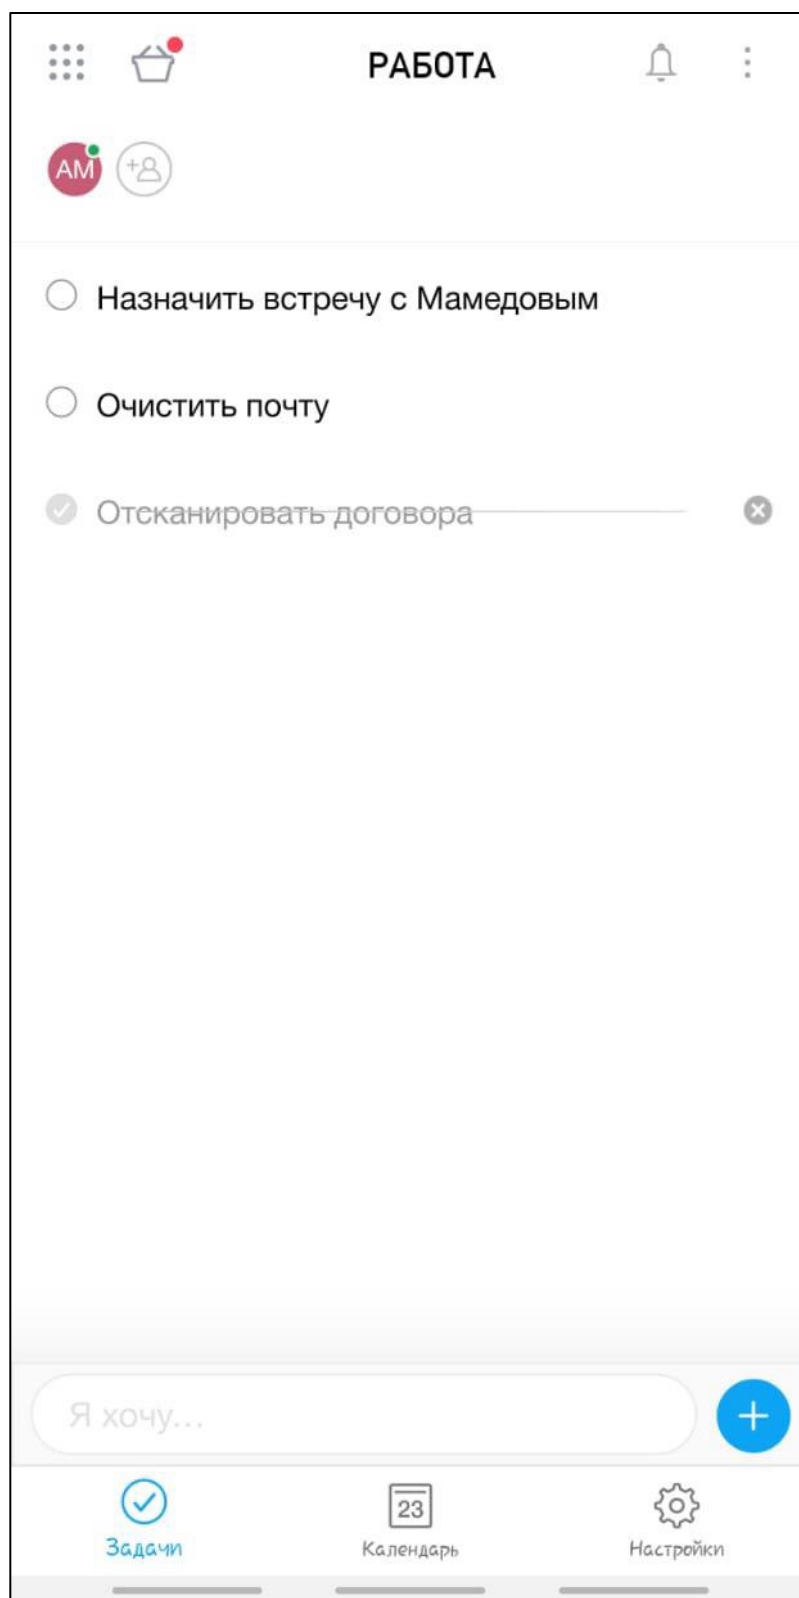 РАБОТА
АМ
Назначить встречу с Мамедовым
Очистить почту
Отсканировать договора
Я хочу...
Задачи
23
Календарь
Настройки